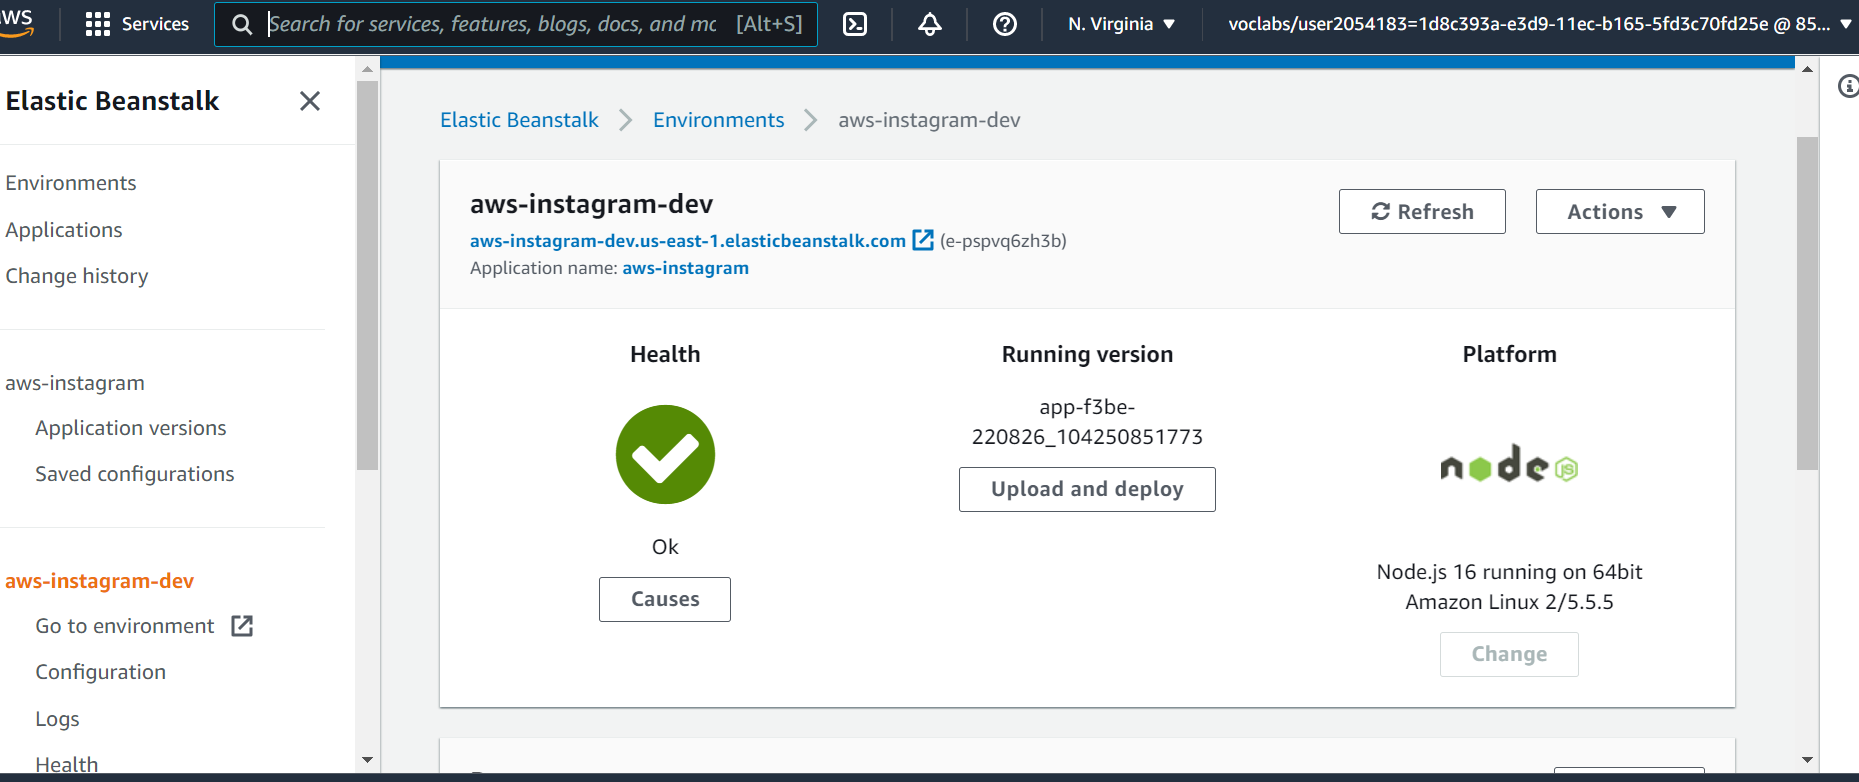 aws
Services
Search for services, features, blogs, docs, and mo
[Alt+S]
N. Virginia
voclabs/user2054183=1d8c393a-e3d9-11ec-b165-5fd3c70fd25e @ 85...
Elastic Beanstalk
Environments
Applications
Change history
aws-instagram
Application versions
Saved configurations
aws-instagram-dev
Go to environment
Configuration
Logs
Health
Elastic Beanstalk
Environments
aws-instagram-dev
aws-instagram-dev
aws-instagram-dev.us-east-1.elasticbeanstalk.com (e-pspvq6zh3b)
Application name: aws-instagram
Refresh
Actions
Health
Ok
Causes
Running version
app-f3be-
220826_104250851773
Upload and deploy
Platform
node JS
Node.js 16 running on 64bit
Amazon Linux 2/5.5.5
Change